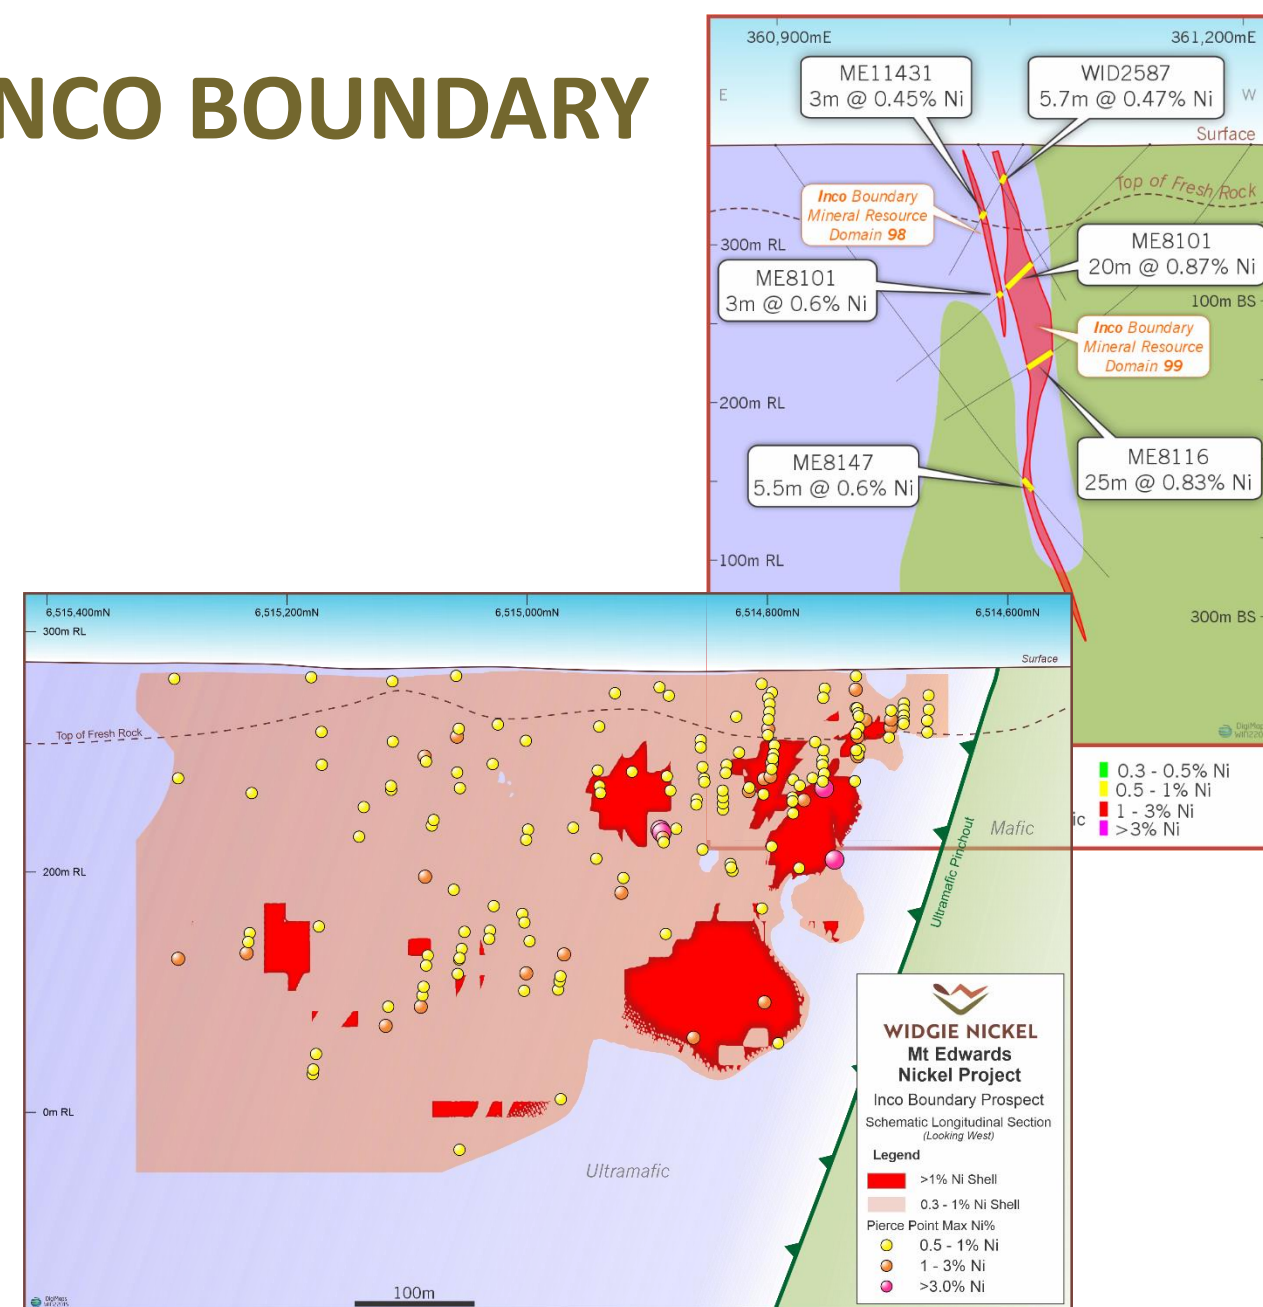 NCO BOUNDARY
360,900mE
361,200mE
ME11431
3m @ 0.45% Ni
WID2587
5.7m @ 0.47% Ni
E
W
Surface
Top of Fresh Rock
Inco Boundary
Mineral Resource
Domain 98
300m RL
ME8101
20m @ 0.87% Ni
ME8101
3m @ 0.6% Ni
100m BS
Inco Boundary
Mineral Resource
Domain 99
200m RL
ME8147
5.5m @ 0.6% Ni
ME8116
25m @ 0.83% Ni
100m RL
300m BS
0.3 - 0.5% Ni
0.5 - 1% Ni
1 - 3% Ni
>3% Ni
ic
6,515,400mN
6,515,200mN
6,515,000mN
6,514,800mN
6,514,600mN
300m RL
Surface
Top of Fresh Rock
Mafic
Ultramafic Pinchout
200m RL
0m RL
Ultramafic
100m
WIDGIE NICKEL
Mt Edwards
Nickel Project
Inco Boundary Prospect
Schematic Longitudinal Section
(Looking West)
Legend
>1% Ni Shell
0.3 - 1% Ni Shell
Pierce Point Max Ni%
0.5 - 1% Ni
1 - 3% Ni
>3.0% Ni
DigiMaps